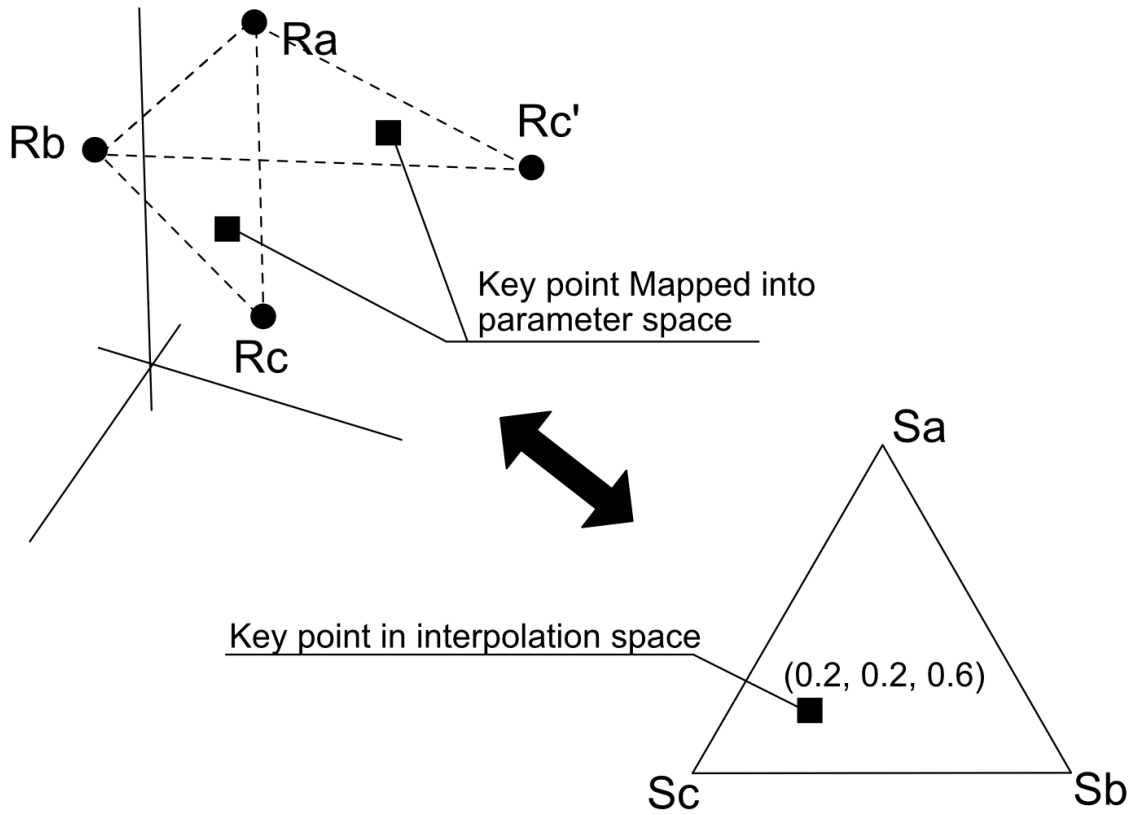 Ra
Rb
Rc'
Key point Mapped into
parameter space
Rc
Sa
Key point in interpolation space
(0.2, 0.2, 0.6)
Sc
Sb